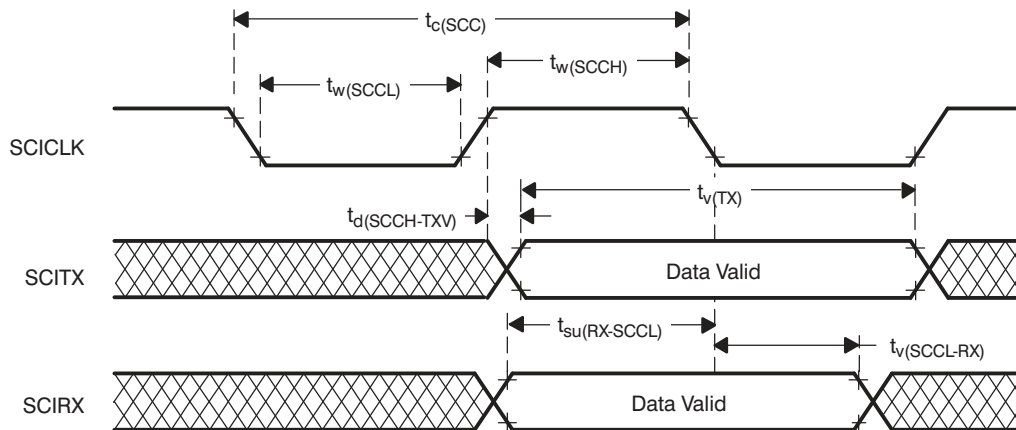 tc(SCC)
tw(SCCH)
tw(SCCL)
SCICLK
tv(TX)
td(SCCH-TXV)
SCITX
Data Valid
tsu(RX-SCCL)
tv(SCCL-RX)
SCIRX
Data Valid